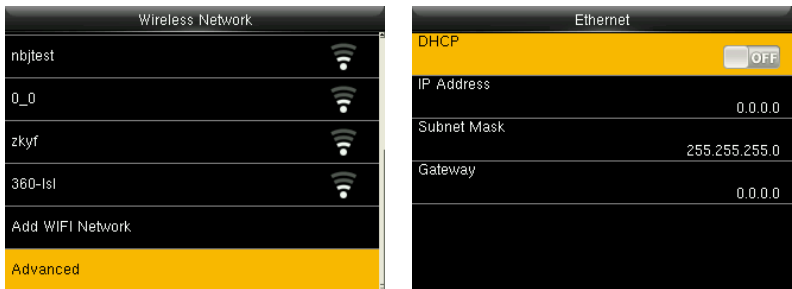 Wireless Network
nbjtest
0_0
zkyf
360-lsl
Add WIFI Network
Advanced
Ethernet
DHCP
OFF
IP Address
0.0.0.0
Subnet Mask
255.255.255.0
Gateway
0.0.0.0